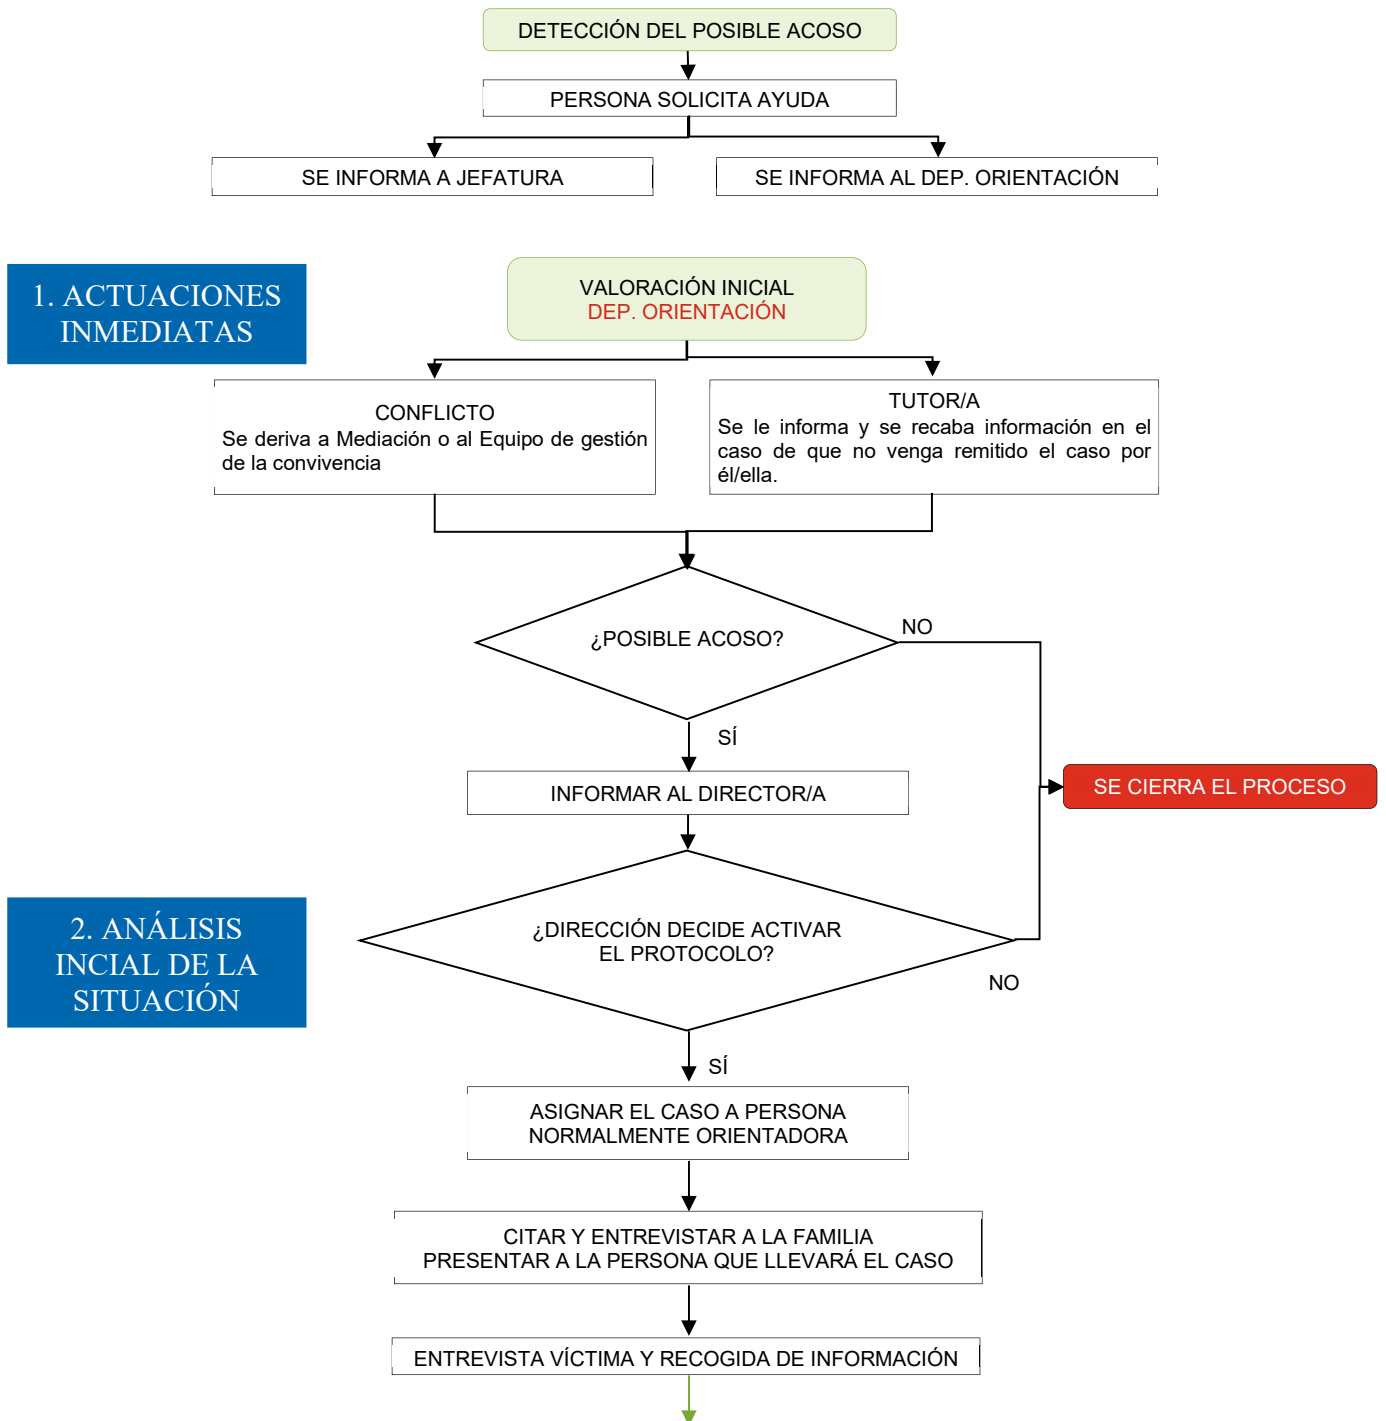 DETECCIÓN DEL POSIBLE ACOSO
PERSONA SOLICITA AYUDA
SE INFORMA A JEFATURA
SE INFORMA AL DEP. ORIENTACIÓN
1. ACTUACIONES
INMEDIATAS
VALORACIÓN INICIAL
DEP. ORIENTACIÓN
CONFLICTO
Se deriva a Mediación o al Equipo de gestión
de la convivencia
TUTOR/A
Se le informa y se recaba información en el
caso de que no venga remitido el caso por
él/ella.
¿POSIBLE ACOSO?
NO
SÍ
INFORMAR AL DIRECTOR/A
SE CIERRA EL PROCESO
2. ANÁLISIS
INCIAL DE LA
SITUACIÓN
¿DIRECCIÓN DECIDE ACTIVAR
EL PROTOCOLO?
NO
SÍ
ASIGNAR EL CASO A PERSONA
NORMALMENTE ORIENTADORA
CITAR Y ENTREVISTAR A LA FAMILIA
PRESENTAR A LA PERSONA QUE LLEVARÁ EL CASO
ENTREVISTA VÍCTIMA Y RECOGIDA DE INFORMACIÓN